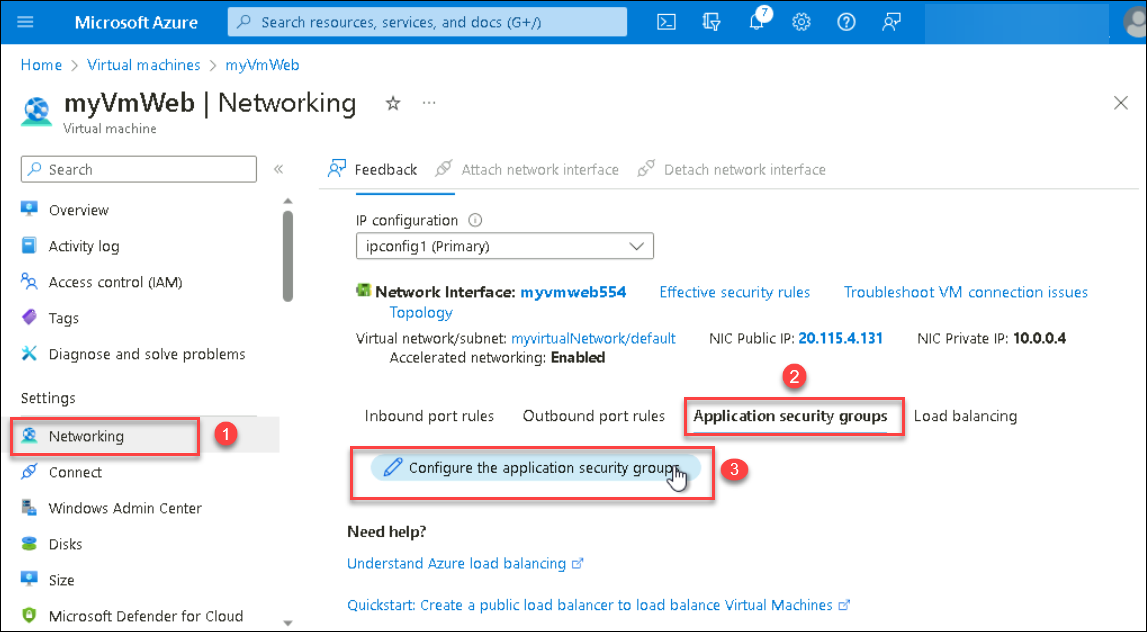 Microsoft Azure
Search resources, services, and docs (G+/)
7
Home > Virtual machines > myVmWeb
myVmWeb | Networking
Virtual machine
Search
Feedback
Attach network interface
Detach network interface
Overview
Activity log
Access control (IAM)
Tags
Diagnose and solve problems
Settings
Networking
1
Connect
Windows Admin Center
Disks
Size
Microsoft Defender for Cloud
IP configuration
ipconfig1 (Primary)
Network Interface: myvmweb554
Effective security rules
Troubleshoot VM connection issues
Topology
Virtual network/subnet: myvirtualNetwork/default
NIC Public IP: 20.115.4.131
NIC Private IP: 10.0.0.4
Accelerated networking: Enabled
2
Inbound port rules
Outbound port rules
Application security groups
Load balancing
Configure the application security groups
3
Need help?
Understand Azure load balancing
Quickstart: Create a public load balancer to load balance Virtual Machines